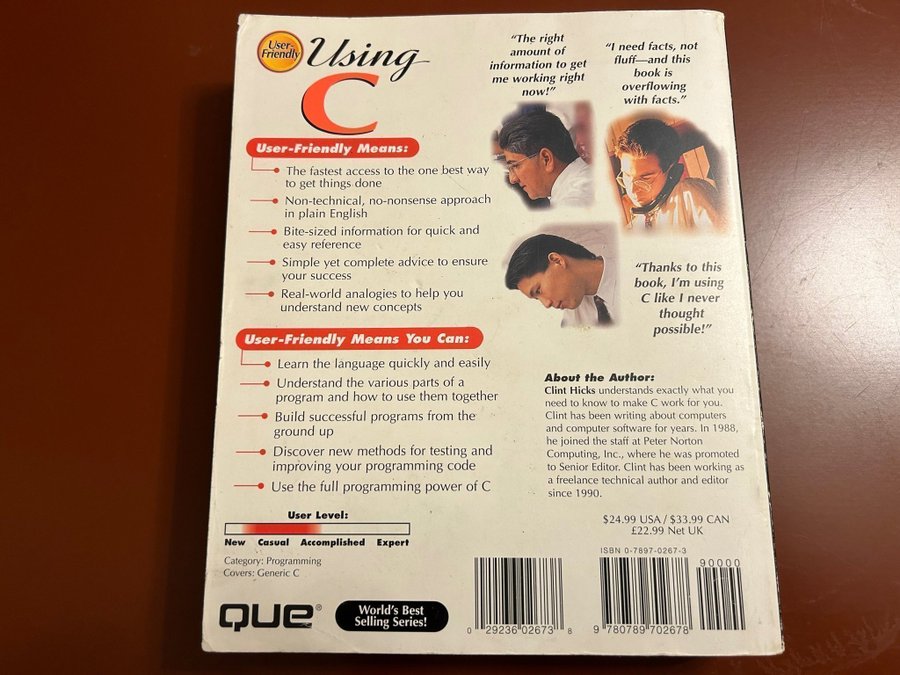 User-
Friendly
Using
C
User-Friendly Means:
The fastest access to the one best way
to get things done
Non-technical, no-nonsense approach
in plain English
Bite-sized information for quick and
easy reference
Simple yet complete advice to ensure
your success
Real-world analogies to help you
understand new concepts
User-Friendly Means You Can:
Learn the language quickly and easily
Understand the various parts of a
program and how to use them together
Build successful programs from the
ground up
Discover new methods for testing and
improving your programming code
Use the full programming power of C
User Level:
New Casual Accomplished Expert
Category: Programming
Covers: Generic C
QUE®
World's Best
Selling Series!
“The right
amount of
information to get
me working right
now!”
“I need facts, not
fluff—and this
book is
overflowing
with facts.”
“Thanks to this
book, I'm using
C like I never
thought
possible!”
About the Author:
Clint Hicks understands exactly what you
need to know to make C work for you.
Clint has been writing about computers
and computer software for years. In 1988,
he joined the staff at Peter Norton
Computing, Inc., where he was promoted
to Senior Editor. Clint has been working as
a freelance technical author and editor
since 1990.
$24.99 USA / $33.99 CAN
£22.99 Net UK
ISBN 0-7897-0267-3
90000
0 29236 02673 8
9 780789 702678